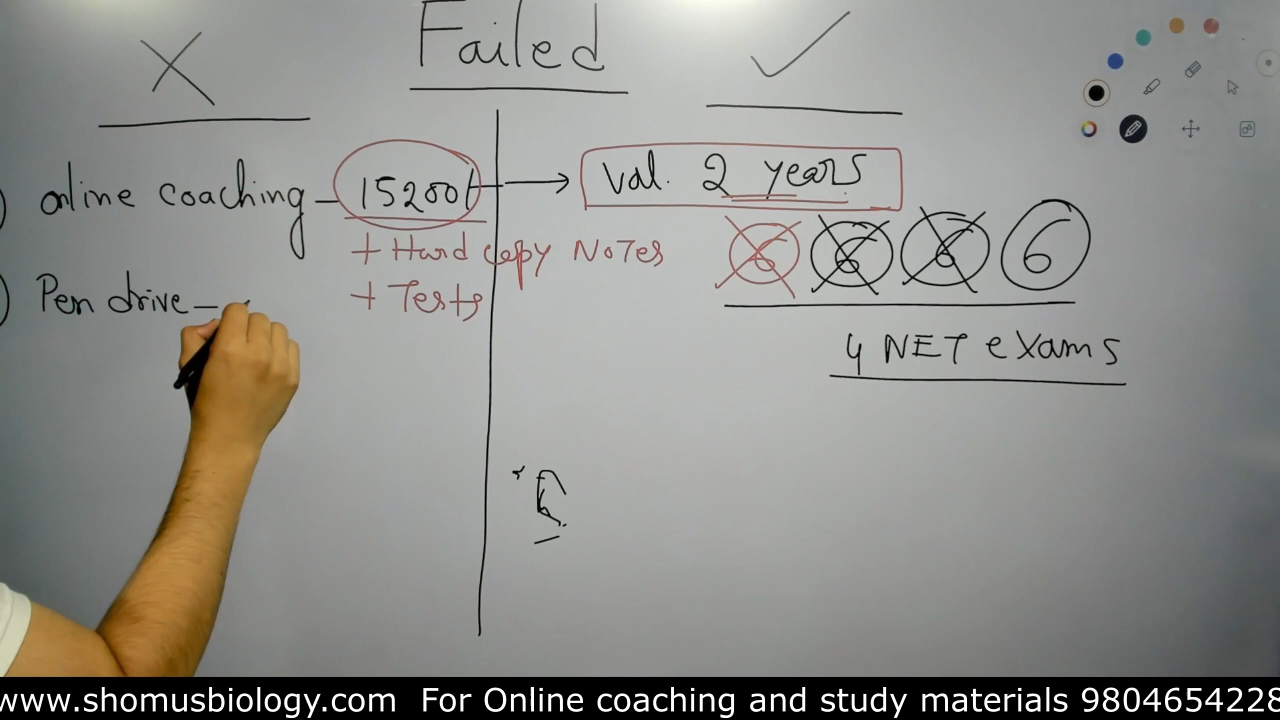 Failed
online coaching - 15200/- → Val. 2 years
+ Hard copy Notes
6 6 6 6
Pen drive -
+ Tests
4 NET exams
www.shomusbiology.com For Online coaching and study materials 9804654228